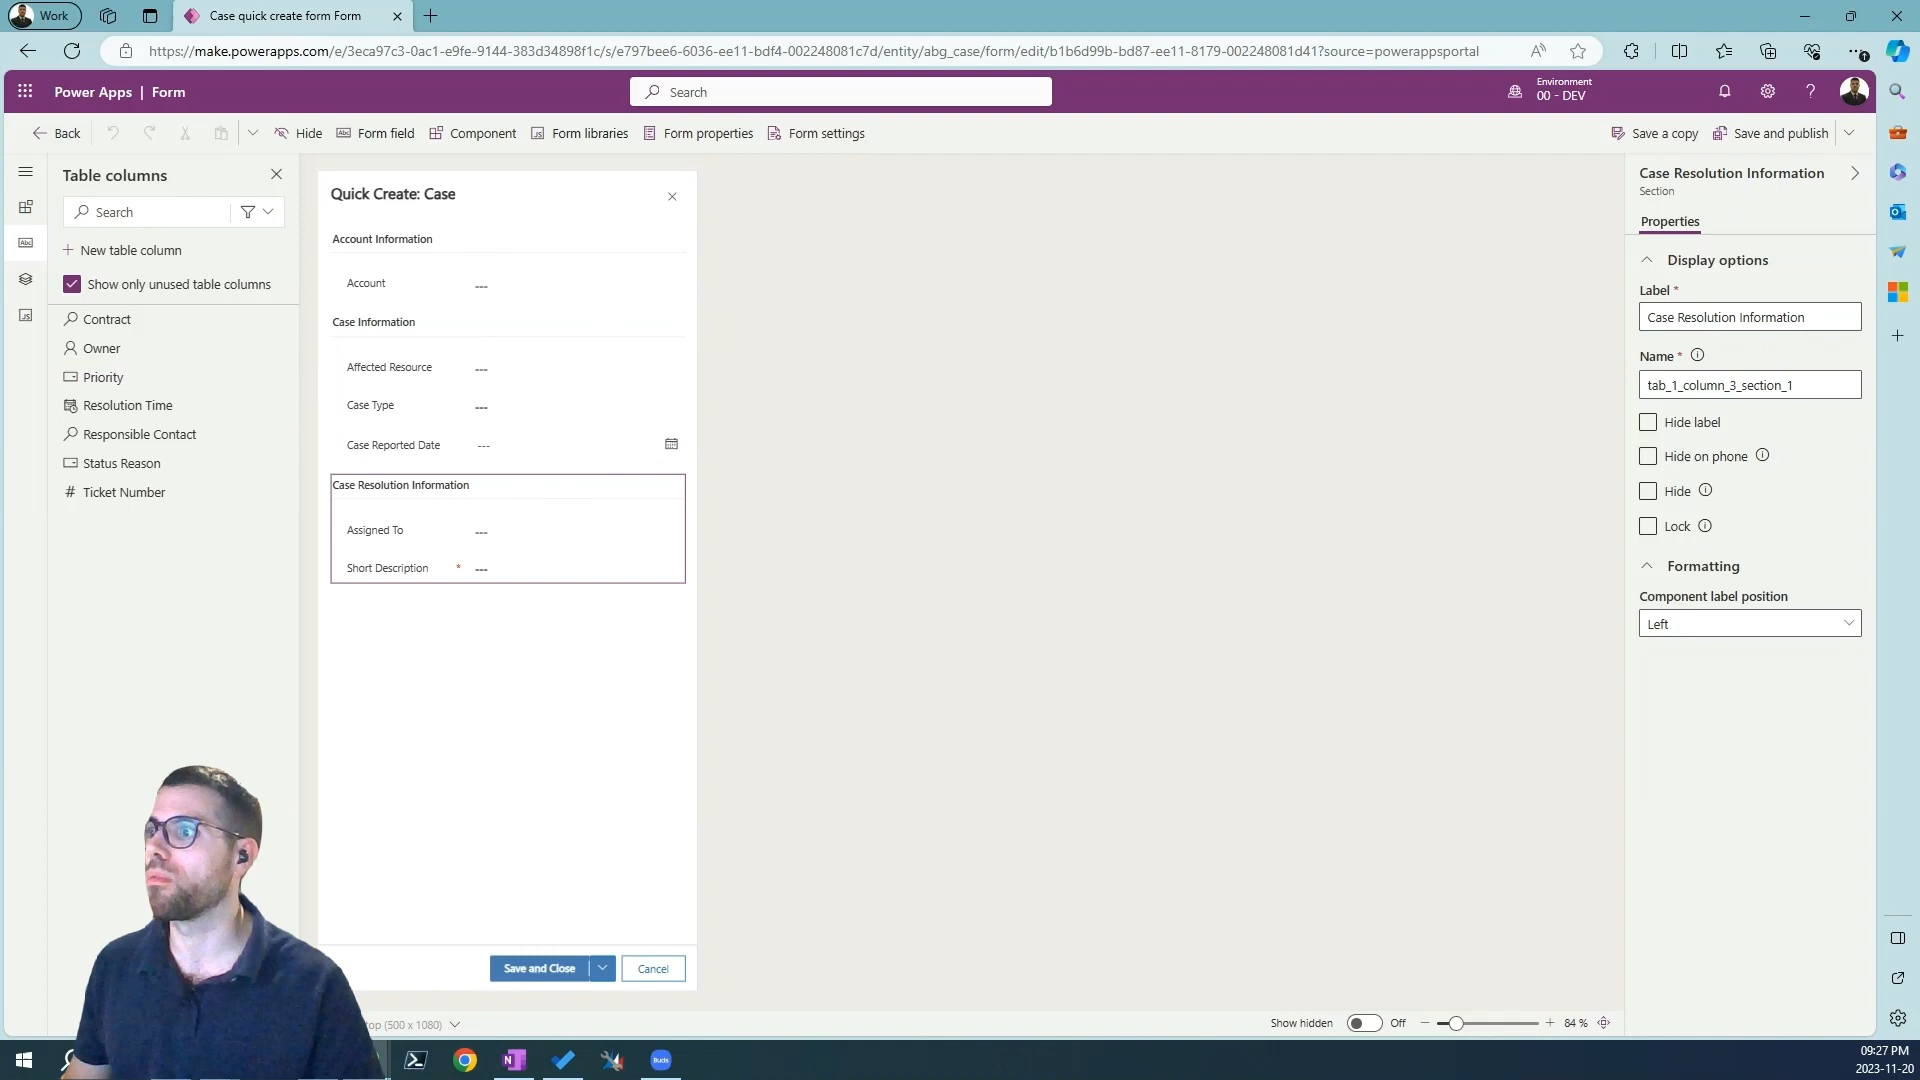 Work
Case quick create form Form
https://make.powerapps.com/e/3eca97c3-0ac1-e9fe-9144-383d34898f1c/s/e797bee6-6036-ee11-bdf4-002248081c7d/entity/abg_case/form/edit/b1b6d99b-bd87-ee11-8179-002248081d41?source=powerappsportal
Power Apps | Form
Search
Environment
00 - DEV
Back
Hide
Abc
Form field
Component
Form libraries
Form properties
Form settings
Save a copy
Save and publish
Table columns
Search
New table column
Show only unused table columns
Contract
Owner
Priority
Resolution Time
Responsible Contact
Status Reason
# Ticket Number
Abc
Quick Create: Case
Account Information
Account ---
Case Information
Affected Resource ---
Case Type ---
Case Reported Date ---
Case Resolution Information
Assigned To ---
Short Description * ---
Save and Close
Cancel
(500 x 1080)
Show hidden
Off
84 %
Case Resolution Information
Section
Properties
Display options
Label *
Case Resolution Information
Name *
tab_1_column_3_section_1
Hide label
Hide on phone
Hide
Lock
Formatting
Component label position
Left
Buds
09:27 PM
2023-11-20